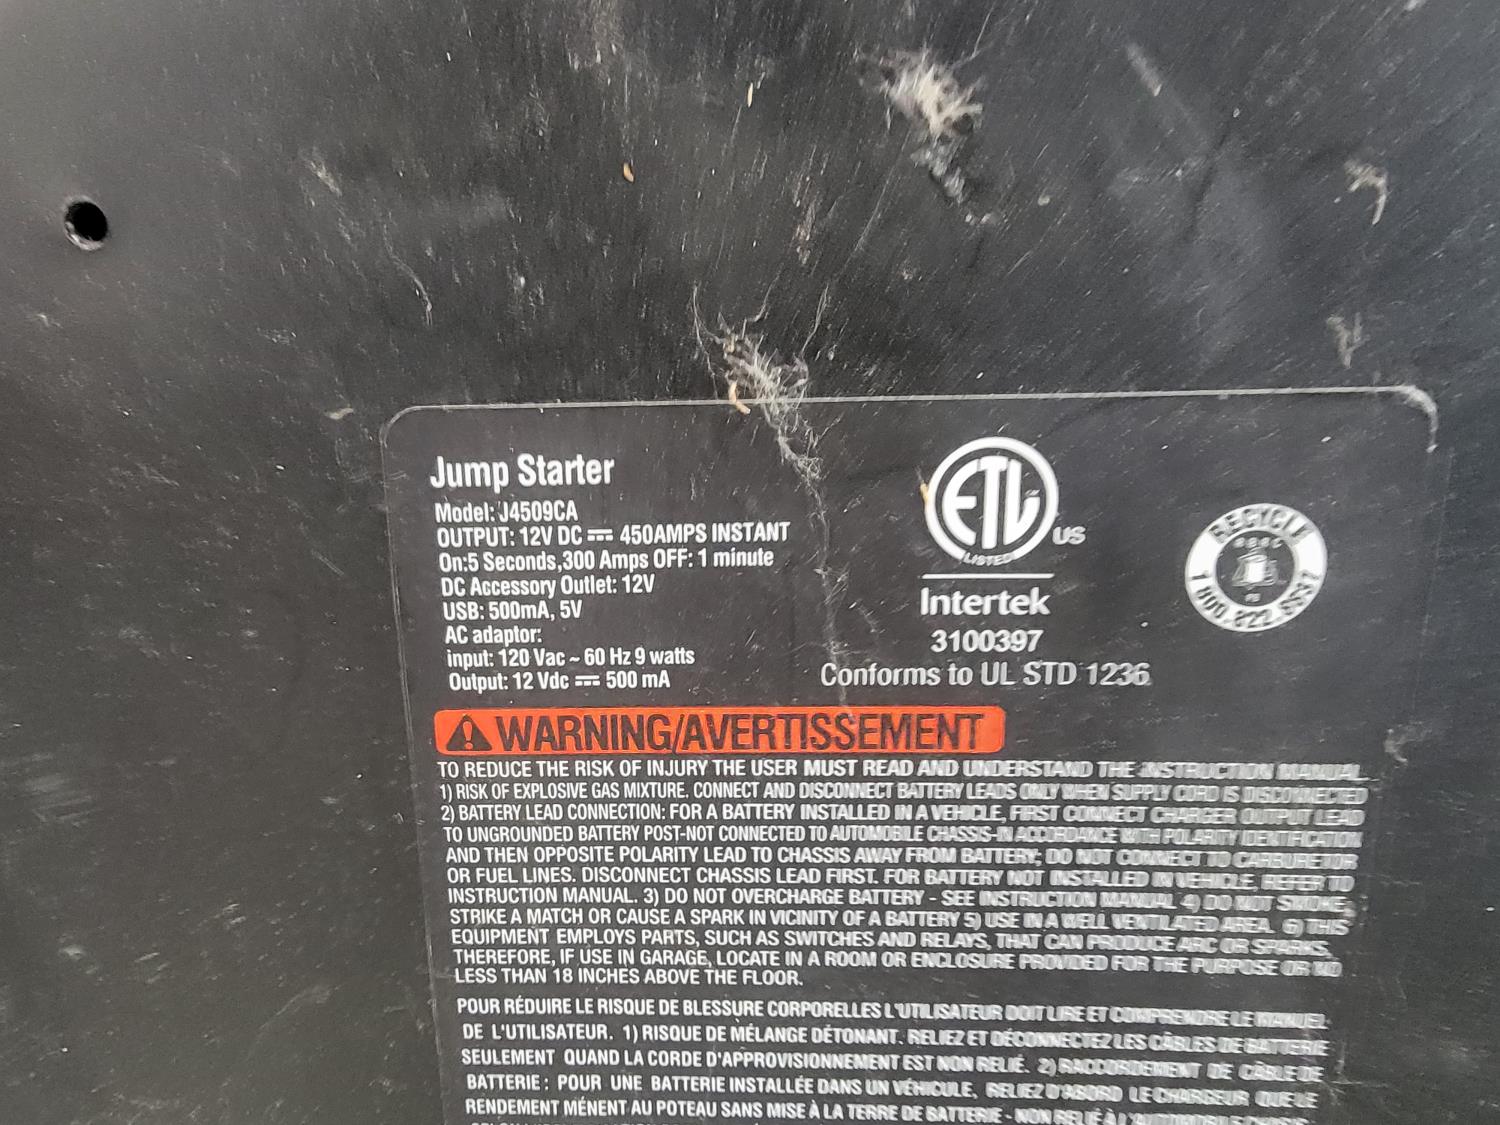 Jump Starter
Model: J4509CA
OUTPUT: 12V DC ⎓ 450AMPS INSTANT
On:5 Seconds,300 Amps OFF: 1 minute
DC Accessory Outlet: 12V
USB: 500mA, 5V
AC adaptor:
input: 120 Vac ~ 60 Hz 9 watts
Output: 12 Vdc ⎓ 500 mA
ETL
LISTED
US
Intertek
3100397
Conforms to UL STD 1236
RECYCLE
RBRC
1.800.822.8837
WARNING/AVERTISSEMENT
TO REDUCE THE RISK OF INJURY THE USER MUST READ AND UNDERSTAND THE INSTRUCTION MANUAL.
1) RISK OF EXPLOSIVE GAS MIXTURE. CONNECT AND DISCONNECT BATTERY LEADS ONLY WHEN SUPPLY CORD IS DISCONNECTED
2) BATTERY LEAD CONNECTION: FOR A BATTERY INSTALLED IN A VEHICLE, FIRST CONNECT CHARGER OUTPUT LEAD
TO UNGROUNDED BATTERY POST-NOT CONNECTED TO AUTOMOBILE CHASSIS-IN ACCORDANCE WITH POLARITY IDENTIFICATION
AND THEN OPPOSITE POLARITY LEAD TO CHASSIS AWAY FROM BATTERY; DO NOT CONNECT TO CARBURETOR
OR FUEL LINES. DISCONNECT CHASSIS LEAD FIRST. FOR BATTERY NOT INSTALLED IN VEHICLE, REFER TO
INSTRUCTION MANUAL. 3) DO NOT OVERCHARGE BATTERY - SEE INSTRUCTION MANUAL 4) DO NOT SMOKE,
STRIKE A MATCH OR CAUSE A SPARK IN VICINITY OF A BATTERY 5) USE IN A WELL VENTILATED AREA. 6) THIS
EQUIPMENT EMPLOYS PARTS, SUCH AS SWITCHES AND RELAYS, THAT CAN PRODUCE ARC OR SPARKS.
THEREFORE, IF USE IN GARAGE, LOCATE IN A ROOM OR ENCLOSURE PROVIDED FOR THE PURPOSE OR NO
LESS THAN 18 INCHES ABOVE THE FLOOR.
POUR RÉDUIRE LE RISQUE DE BLESSURE CORPORELLES L'UTILISATEUR DOIT LIRE ET COMPRENDRE LE MANUEL
DE L'UTILISATEUR. 1) RISQUE DE MÉLANGE DÉTONANT. RELIEZ ET DÉCONNECTEZ LES CÂBLES DE BATTERIE
SEULEMENT QUAND LA CORDE D'APPROVISIONNEMENT EST NON RELIÉ. 2) RACCORDEMENT DE CÂBLE DE
BATTERIE : POUR UNE BATTERIE INSTALLÉE DANS UN VÉHICULE, RELIEZ D'ABORD LE CHARGEUR QUE LE
RENDEMENT MÈNENT AU POTEAU SANS MISE À LA TERRE DE BATTERIE - NON RELIÉ À L'AUTOMOBILE